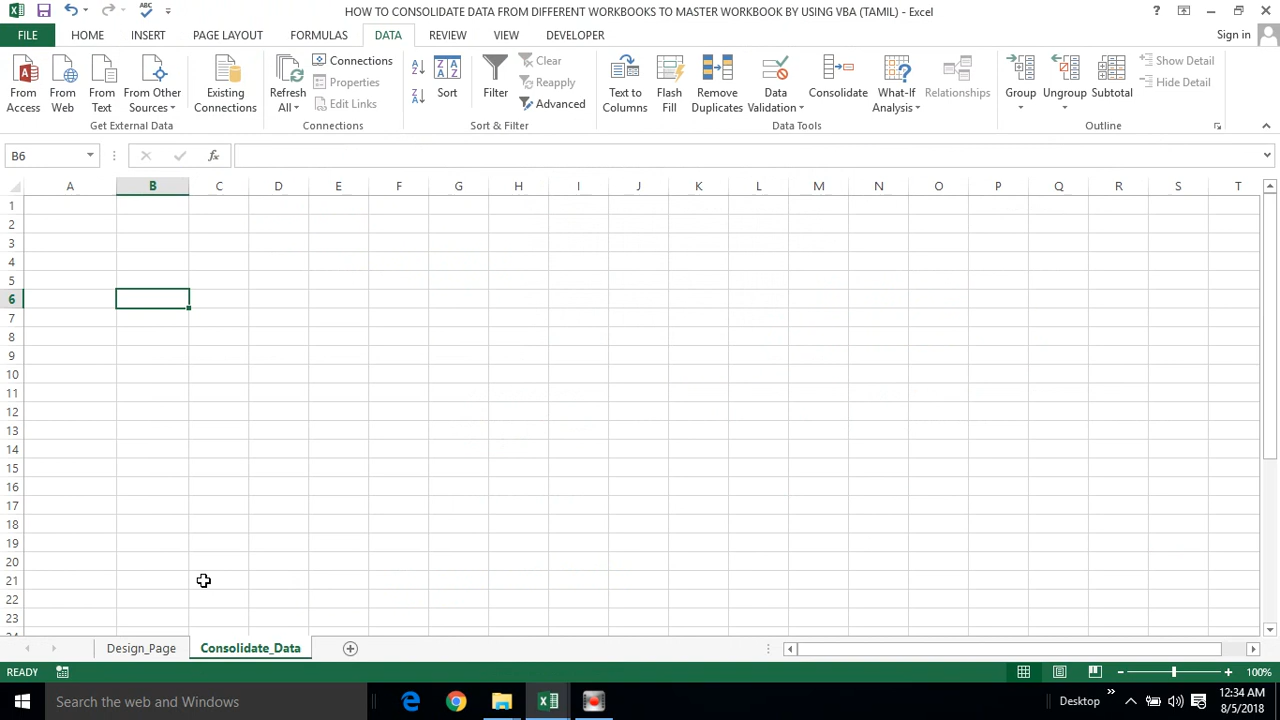 HOW TO CONSOLIDATE DATA FROM DIFFERENT WORKBOOKS TO MASTER WORKBOOK BY USING VBA (TAMIL) - Excel
FILE HOME INSERT PAGE LAYOUT FORMULAS DATA REVIEW VIEW DEVELOPER Sign in
From Access
From Web
From Text
From Other Sources
Get External Data
Existing Connections
Refresh All
Connections
Properties
Edit Links
Connections
Sort
Filter
Clear
Reapply
Advanced
Sort & Filter
Text to Columns
Flash Fill
Remove Duplicates
Data Validation
Consolidate
What-If Analysis
Relationships
Data Tools
Group
Ungroup
Subtotal
Show Detail
Hide Detail
Outline
B6
fx
A B C D E F G H I J K L M N O P Q R S T
1
2
3
4
5
6
7
8
9
10
11
12
13
14
15
16
17
18
19
20
21
22
23
Design_Page Consolidate_Data
READY 100%
Search the web and Windows
Desktop
12:34 AM
8/5/2018